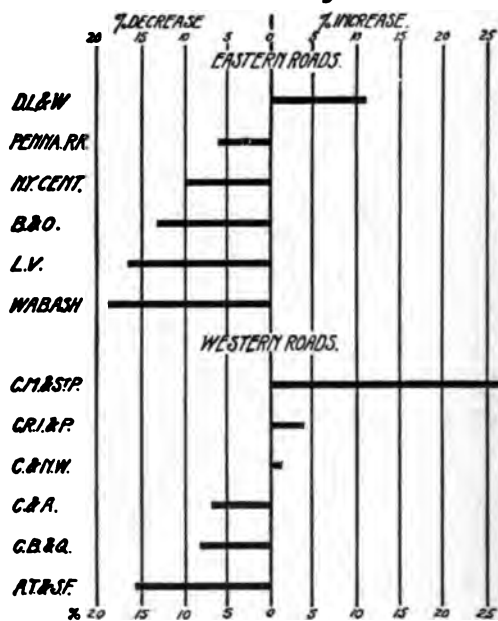 % DECREASE % INCREASE.
20 15 10 5 0 5 10 15 20 25
EASTERN ROADS.
D.L.&W
PENNA. RR.
N.Y. CENT.
B.&O.
L.V.
WABASH
WESTERN ROADS.
C.M.&ST.P.
C.R.I.&P.
C.&N.W.
C.&A.
C.B.&Q.
A.T.&S.F.
% 20 15 10 5 0 5 10 15 20 25